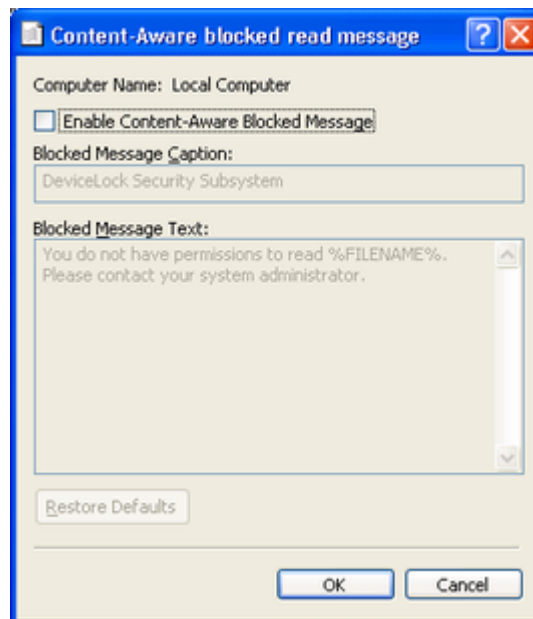 Content-Aware blocked read message
Computer Name: Local Computer
Enable Content-Aware Blocked Message
Blocked Message Caption:
DeviceLock Security Subsystem
Blocked Message Text:
You do not have permissions to read %FILENAME%.
Please contact your system administrator.
Restore Defaults
OK Cancel